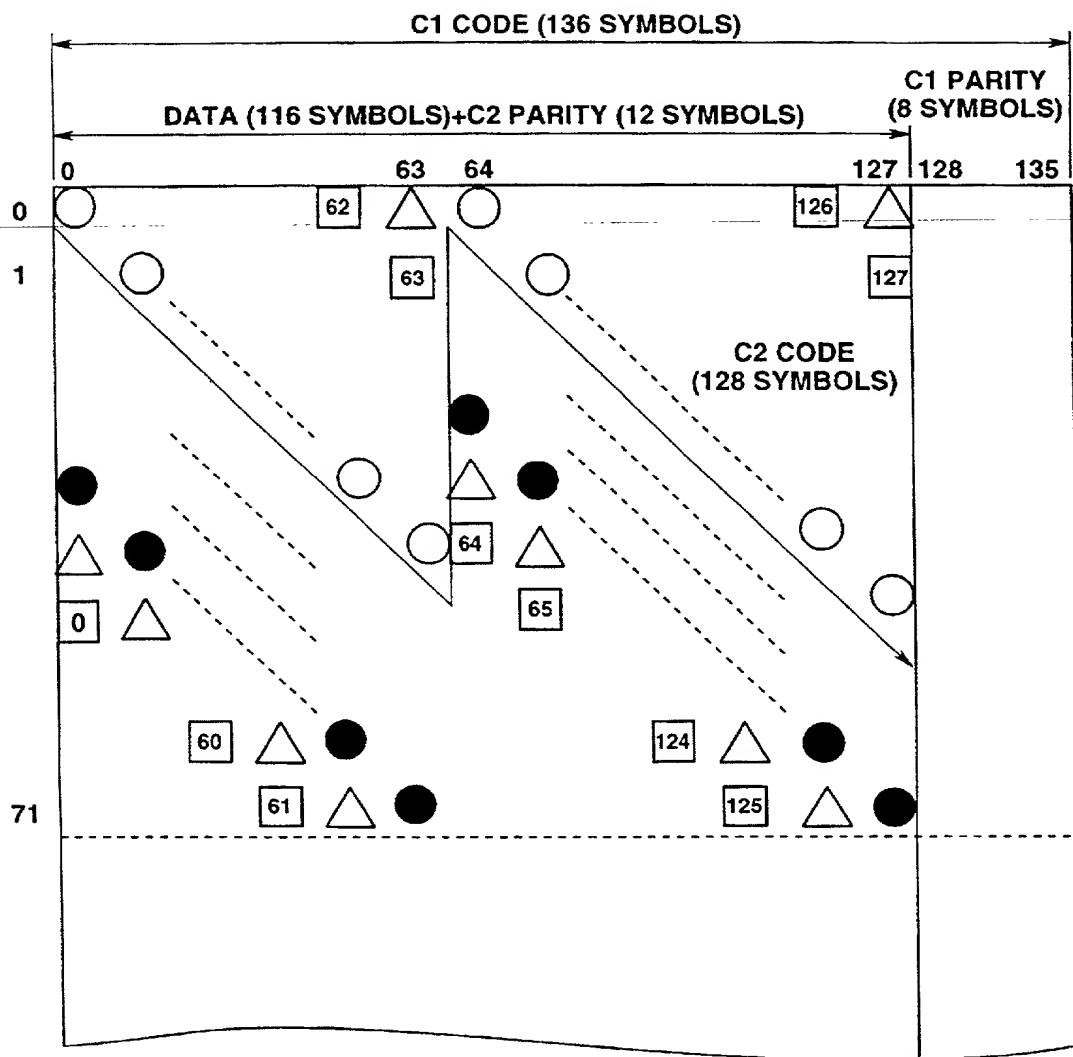 C1 CODE (136 SYMBOLS)
C1 PARITY
(8 SYMBOLS)
DATA (116 SYMBOLS)+C2 PARITY (12 SYMBOLS)
0 63 64 127 128 135
0 62 126
1 63 127
C2 CODE
(128 SYMBOLS)
64
0 65
60 124
71 61 125